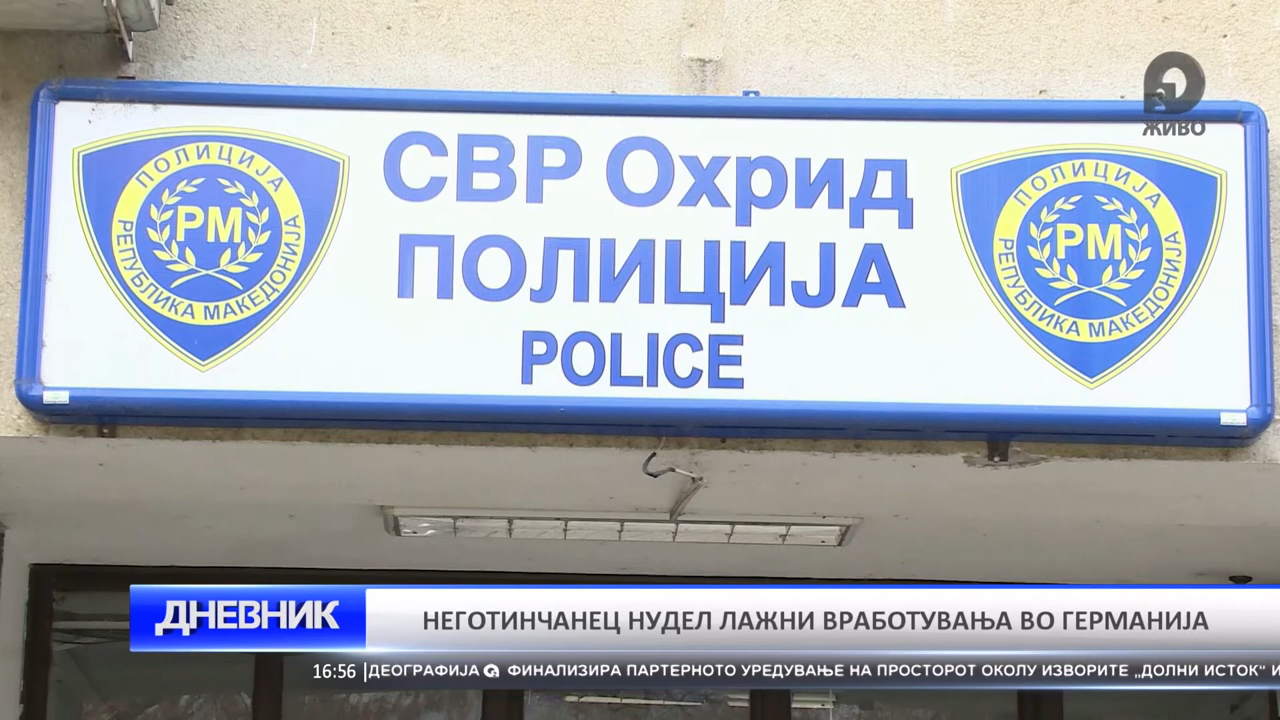 ЖИВО
СВР Охрид
ПОЛИЦИЈА
POLICE
ПОЛИЦИЈА
РМ
РЕПУБЛИКА МАКЕДОНИЈА
ПОЛИЦИЈА
РМ
РЕПУБЛИКА МАКЕДОНИЈА
ДНЕВНИК
НЕГОТИНЧАНЕЦ НУДЕЛ ЛАЖНИ ВРАБОТУВАЊА ВО ГЕРМАНИЈА
16:56 |ДЕОГРАФИЈА ФИНАЛИЗИРА ПАРТЕРНОТО УРЕДУВАЊЕ НА ПРОСТОРОТ ОКОЛУ ИЗВОРИТЕ „ДОЛНИ ИСТОК“ И